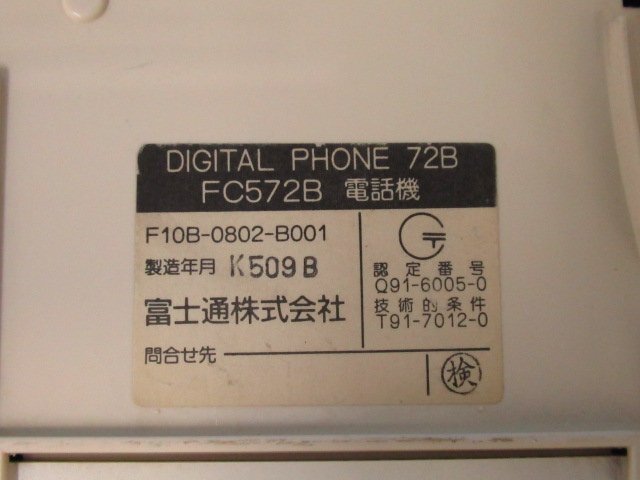 DIGITAL PHONE 72B
FC572B 電話機
F10B-0802-B001
製造年月 K509B
富士通株式会社
問合せ先
認定番号
Q91-6005-0
技術的条件
T91-7012-0
検